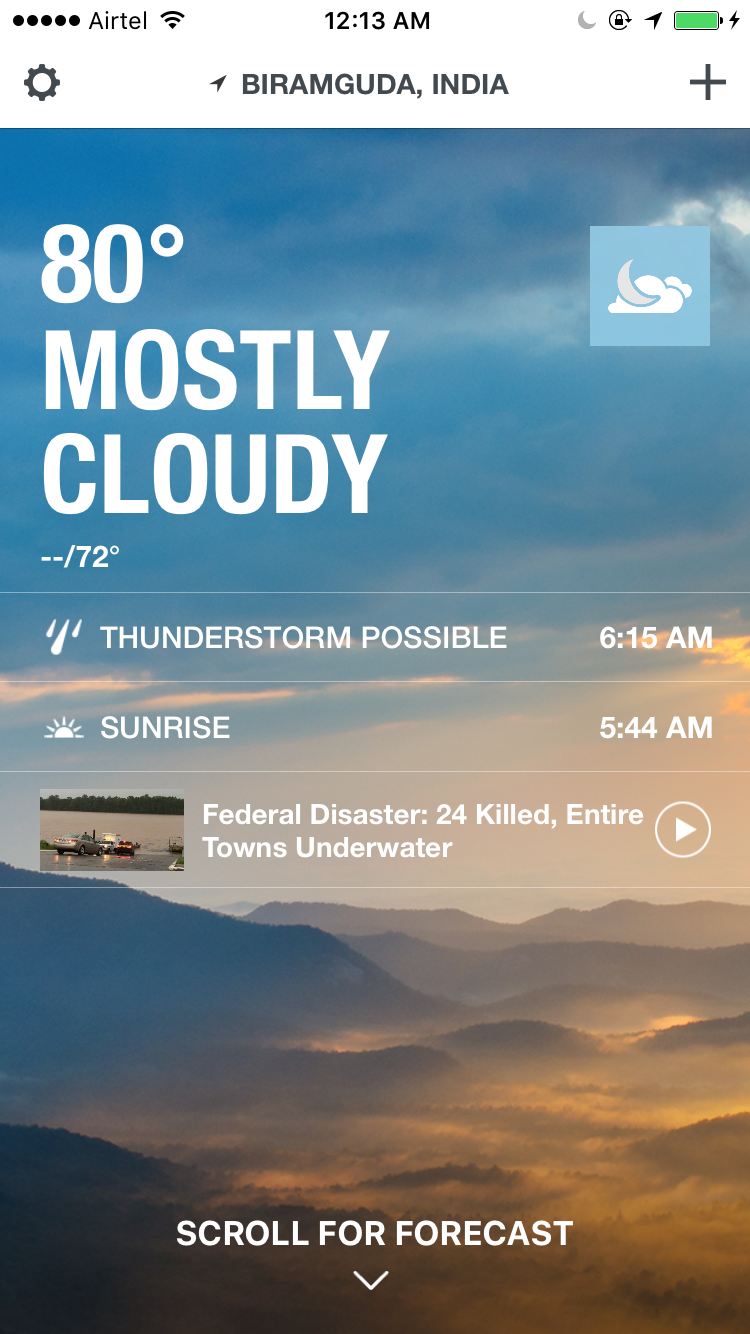 Airtel 12:13 AM
BIRAMGUDA, INDIA
80°
MOSTLY
CLOUDY
--/72°
THUNDERSTORM POSSIBLE 6:15 AM
SUNRISE 5:44 AM
Federal Disaster: 24 Killed, Entire
Towns Underwater
SCROLL FOR FORECAST